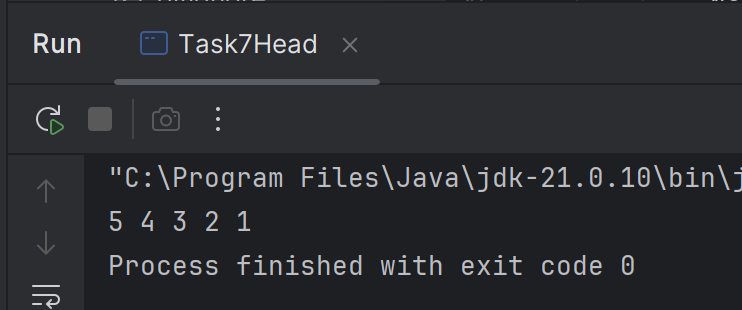 Run Task7Head
"C:\Program Files\Java\jdk-21.0.10\bin\j
5 4 3 2 1
Process finished with exit code 0